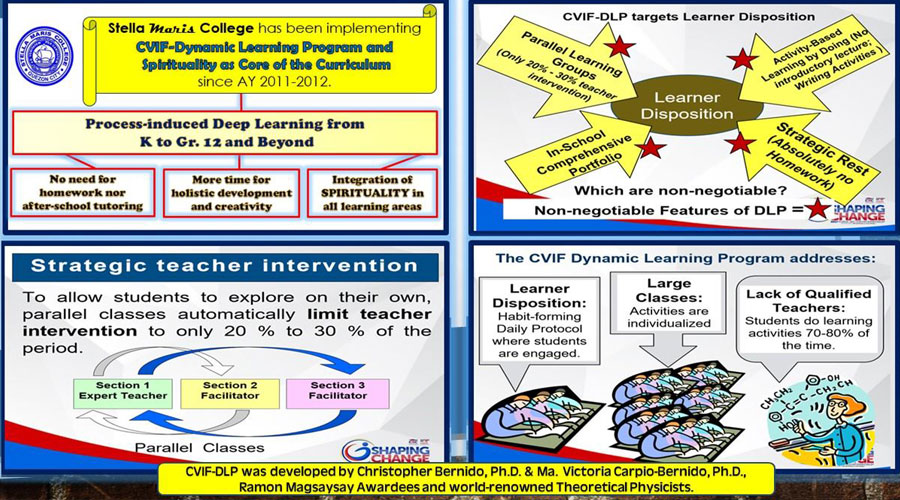 STELLA MARIS COLLEGE
QUEZON CITY
Stella Maris College has been implementing
CVIF-Dynamic Learning Program and
Spirituality as Core of the Curriculum
since AY 2011-2012.
Process-induced Deep Learning from
K to Gr. 12 and Beyond
No need for
homework nor
after-school tutoring
More time for
holistic development
and creativity
Integration of
SPIRITUALITY in
all learning areas
CVIF-DLP targets Learner Disposition
Parallel Learning
Groups
(Only 20% - 30% teacher
intervention)
Activity-Based
Learning by Doing (No
introductory lecture;
Writing Activities )
Learner
Disposition
In-School
Comprehensive
Portfolio
Strategic Rest
(Absolutely no
Homework)
Which are non-negotiable?
Non-negotiable Features of DLP =
SHAPING
CHANGE
Strategic teacher intervention
To allow students to explore on their own,
parallel classes automatically limit teacher
intervention to only 20 % to 30 % of the
period.
Section 1
Expert Teacher
Section 2
Facilitator
Section 3
Facilitator
Parallel Classes
SHAPING
CHANGE
The CVIF Dynamic Learning Program addresses:
Learner
Disposition:
Habit-forming
Daily Protocol
where students
are engaged.
Large
Classes:
Activities are
individualized
Lack of Qualified
Teachers:
Students do learning
activities 70-80% of
the time.
CVIF-DLP was developed by Christopher Bernido, Ph.D. & Ma. Victoria Carpio-Bernido, Ph.D.,
Ramon Magsaysay Awardees and world-renowned Theoretical Physicists.